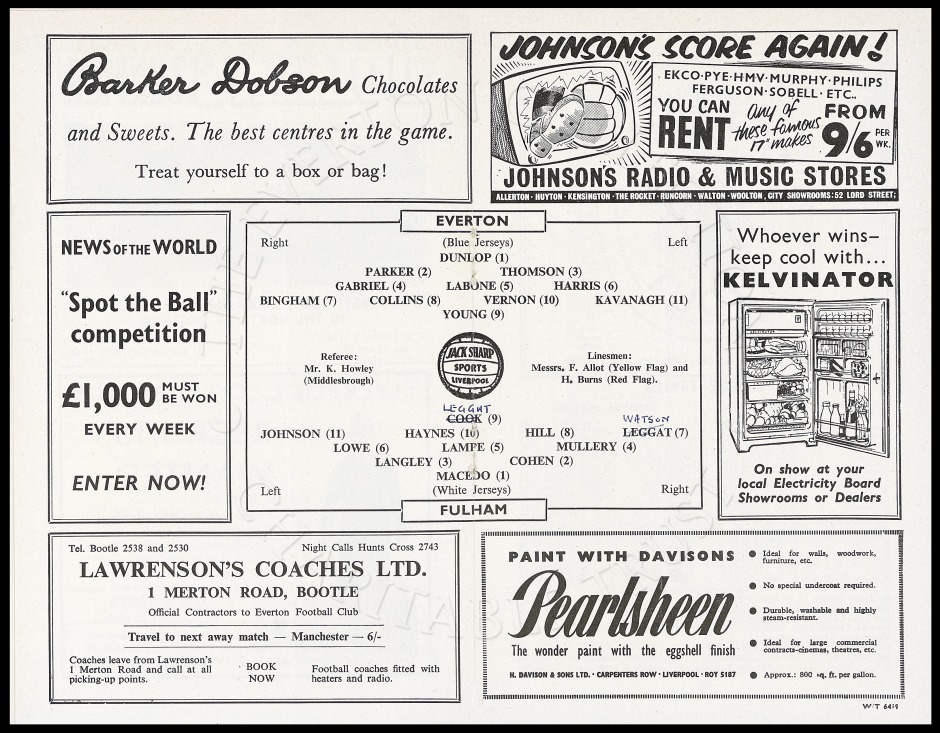 Barker Dobson Chocolates
and Sweets. The best centres in the game.
Treat yourself to a box or bag!
JOHNSON'S SCORE AGAIN!
EKCO·PYE·HMV·MURPHY·PHILIPS
FERGUSON·SOBELL·ETC..
YOU CAN RENT any of these famous 17" makes FROM 9/6 PER WK.
JOHNSON'S RADIO & MUSIC STORES
ALLERTON · HUYTON · KENSINGTON · THE ROCKET · RUNCORN · WALTON · WOOLTON, CITY SHOWROOMS: 52 LORD STREET;
NEWS OF THE WORLD
"Spot the Ball"
competition
£1,000 MUST BE WON
EVERY WEEK
ENTER NOW!
EVERTON
Right (Blue Jerseys) Left
DUNLOP (1)
PARKER (2) THOMSON (3)
GABRIEL (4) LABONE (5) HARRIS (6)
BINGHAM (7) COLLINS (8) VERNON (10) KAVANAGH (11)
YOUNG (9)
Referee:
Mr. K. Howley
(Middlesbrough)
JACK SHARP
SPORTS
LIVERPOOL
Linesmen:
Messrs. F. Allot (Yellow Flag) and
H. Burns (Red Flag).
LEGGAT WATSON
COOK (9)
JOHNSON (11) HAYNES (10) HILL (8) LEGGAT (7)
LOWE (6) LAMPE (5) MULLERY (4)
LANGLEY (3) COHEN (2)
MACEDO (1)
Left (White Jerseys) Right
FULHAM
Whoever wins–
keep cool with...
KELVINATOR
On show at your
local Electricity Board
Showrooms or Dealers
Tel. Bootle 2538 and 2530 Night Calls Hunts Cross 2743
LAWRENSON'S COACHES LTD.
1 MERTON ROAD, BOOTLE
Official Contractors to Everton Football Club
Travel to next away match — Manchester — 6/-
Coaches leave from Lawrenson's
1 Merton Road and call at all
picking-up points.
BOOK
NOW
Football coaches fitted with
heaters and radio.
PAINT WITH DAVISONS
Pearlsheen
The wonder paint with the eggshell finish
H. DAVISON & SONS LTD. · CARPENTERS ROW · LIVERPOOL · ROY 5187
Ideal for walls, woodwork,
furniture, etc.
No special undercoat required.
Durable, washable and highly
steam-resistant.
Ideal for large commercial
contracts-cinemas, theatres, etc.
Approx.: 800 sq. ft. per gallon.
W/T 6419